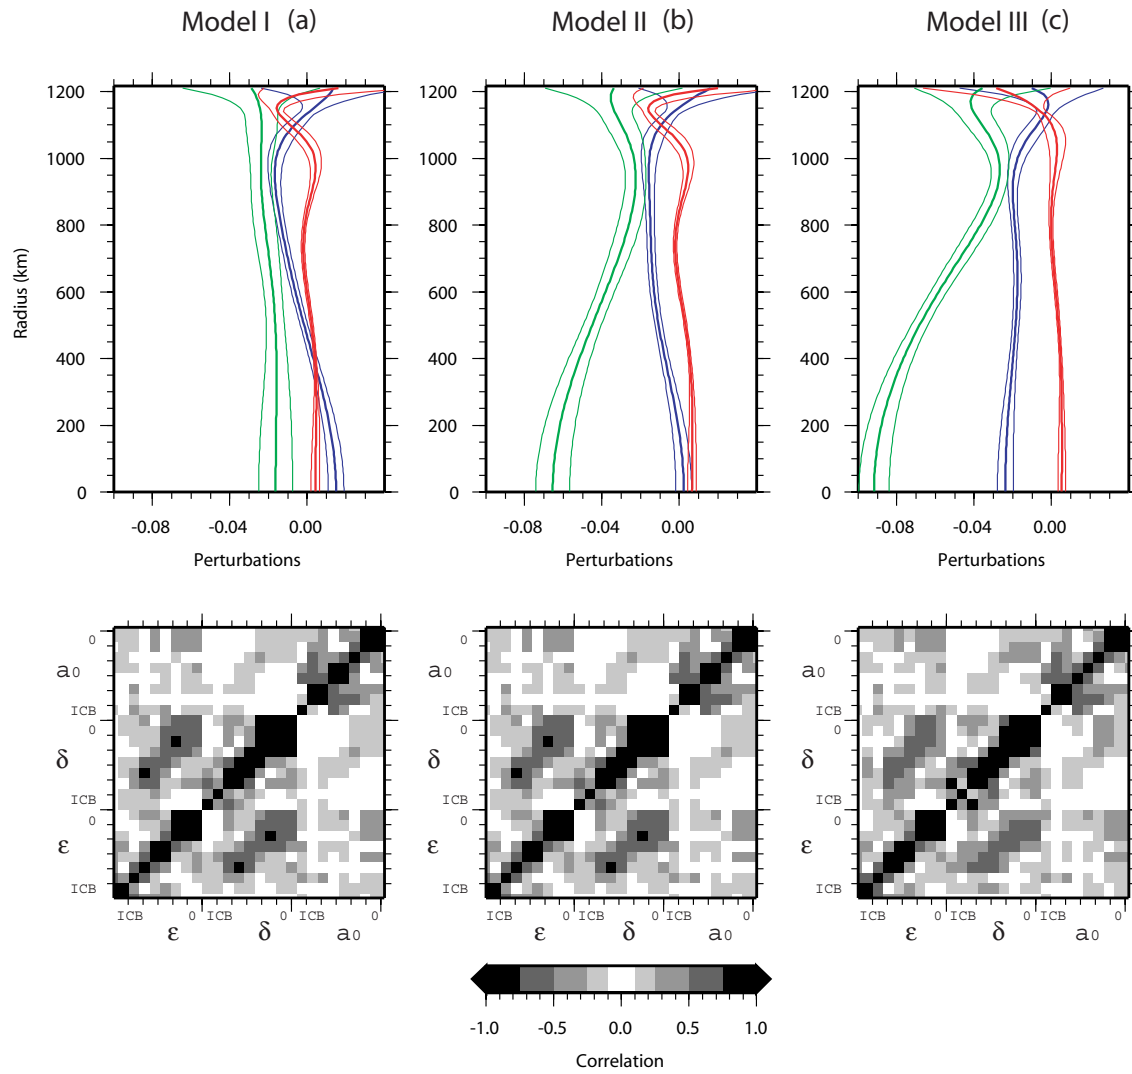 Model I (a)
Model II (b)
Model III (c)
Radius (km)
1200
1000
800
600
400
200
0
-0.08 -0.04 0.00
Perturbations
1200
1000
800
600
400
200
0
-0.08 -0.04 0.00
Perturbations
1200
1000
800
600
400
200
0
-0.08 -0.04 0.00
Perturbations
0
a0
ICB
0
δ
ICB
0
ε
ICB
ICB 0 ICB 0 ICB 0
ε δ a0
0
a0
ICB
0
δ
ICB
0
ε
ICB
ICB 0 ICB 0 ICB 0
ε δ a0
0
a0
ICB
0
δ
ICB
0
ε
ICB
ICB 0 ICB 0 ICB 0
ε δ a0
-1.0 -0.5 0.0 0.5 1.0
Correlation